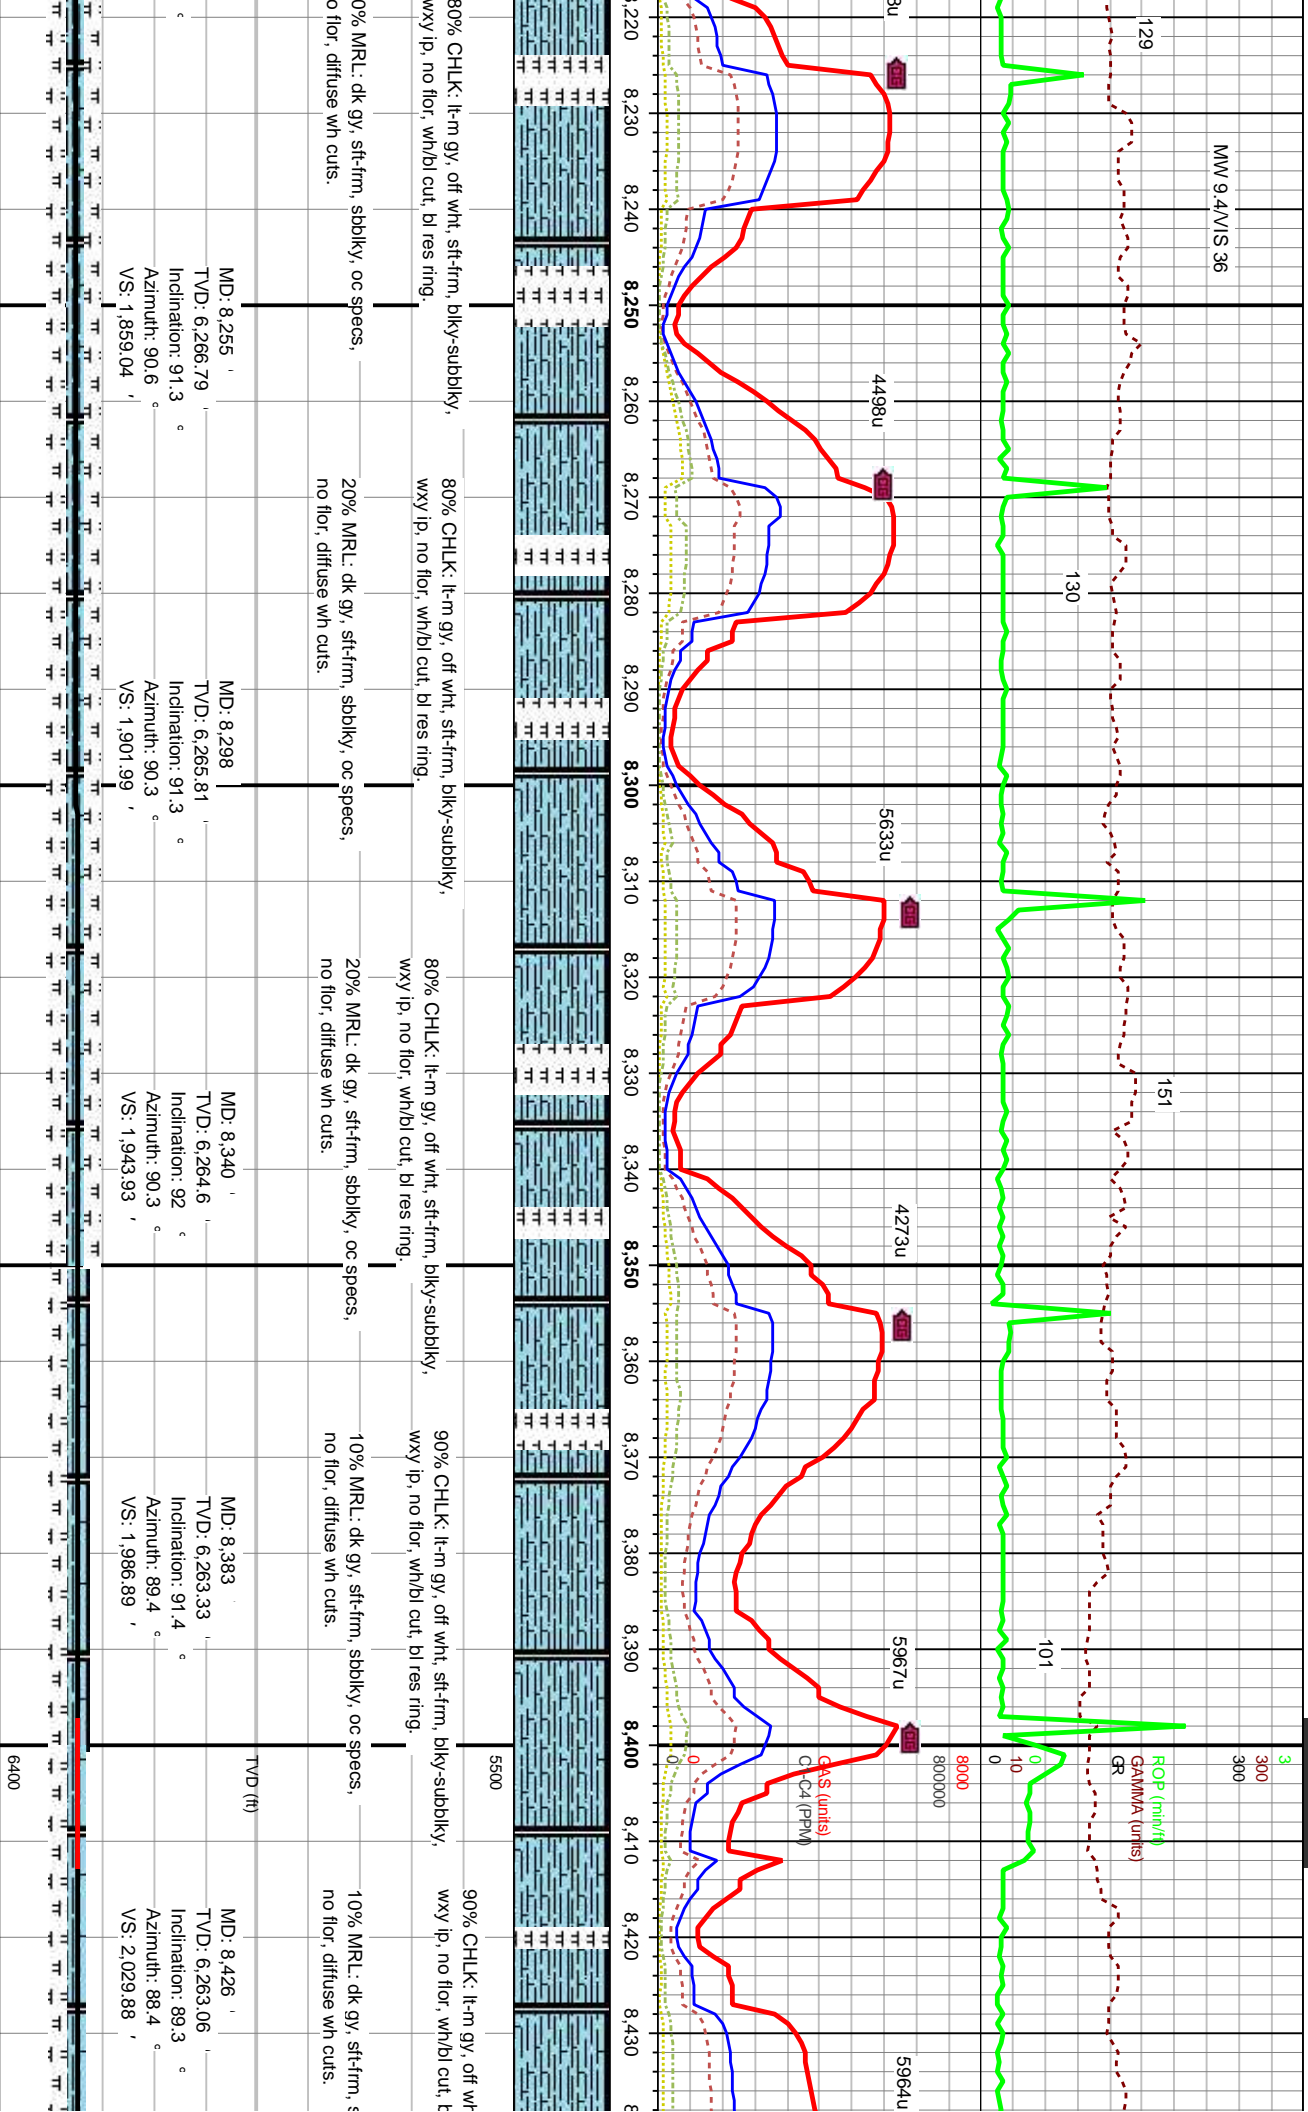 129
MW 9.4/VIS 36
130
151
101
ROP (min/ft)
GAMMA (units)
GR
3
300
300
0
10
0
4498u
5633u
4273u
5967u
5964u
8000
800000
GAS (units)
C1-C4 (PPM)
0
0
8,220
8,230
8,240
8,250
8,260
8,270
8,280
8,290
8,300
8,310
8,320
8,330
8,340
8,350
8,360
8,370
8,380
8,390
8,400
8,410
8,420
8,430
80% CHLK: lt-m gy, off wht, sft-frm, blky-subblky,
wxy ip, no flor, wh/bl cut, bl res ring.
0% MRL: dk gy, sft-frm, sbblky, oc specs,
o flor, diffuse wh cuts.
80% CHLK: lt-m gy, off wht, sft-frm, blky-subblky,
wxy ip, no flor, wh/bl cut, bl res ring.
20% MRL: dk gy, sft-frm, sbblky, oc specs,
no flor, diffuse wh cuts.
80% CHLK: lt-m gy, off wht, sft-frm, blky-subblky,
wxy ip, no flor, wh/bl cut, bl res ring.
20% MRL: dk gy, sft-frm, sbblky, oc specs,
no flor, diffuse wh cuts.
90% CHLK: lt-m gy, off wht, sft-frm, blky-subblky,
wxy ip, no flor, wh/bl cut, bl res ring.
10% MRL: dk gy, sft-frm, sbblky, oc specs,
no flor, diffuse wh cuts.
90% CHLK: lt-m gy, off wh
wxy ip, no flor, wh/bl cut, b
10% MRL: dk gy, sft-frm, s
no flor, diffuse wh cuts.
MD: 8,255 '
TVD: 6,266.79 '
Inclination: 91.3 °
Azimuth: 90.6 °
VS: 1,859.04 '
MD: 8,298
TVD: 6,265.81 '
Inclination: 91.3 °
Azimuth: 90.3 °
VS: 1,901.99 '
MD: 8,340 '
TVD: 6,264.6 '
Inclination: 92 °
Azimuth: 90.3 °
VS: 1,943.93 '
MD: 8,383
TVD: 6,263.33 '
Inclination: 91.4 °
Azimuth: 89.4 °
VS: 1,986.89 '
MD: 8,426 '
TVD: 6,263.06 '
Inclination: 89.3 °
Azimuth: 88.4 °
VS: 2,029.88 '
5500
TVD (ft)
6400